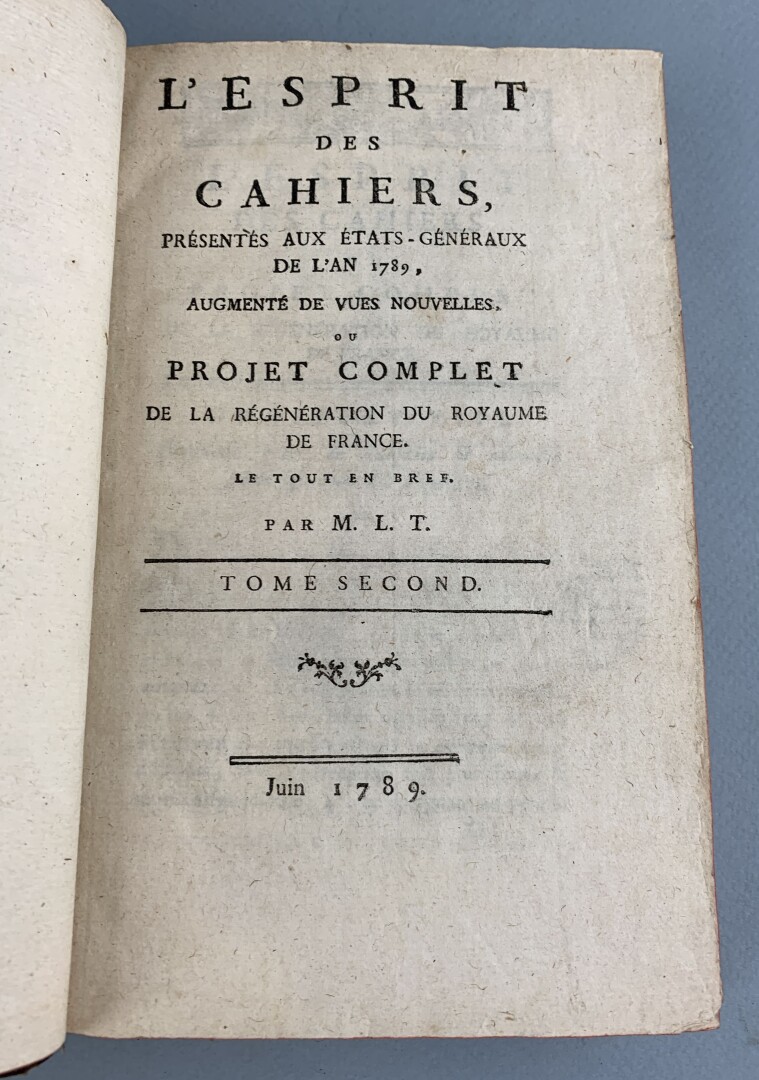 L'ESPRIT
DES
CAHIERS,
PRÉSENTÉS AUX ÉTATS-GÉNÉRAUX
DE L'AN 1789,
AUGMENTÉ DE VUES NOUVELLES,
OU
PROJET COMPLET
DE LA RÉGÉNÉRATION DU ROYAUME
DE FRANCE.
LE TOUT EN BREF.
PAR M. L. T.
TOME SECOND.
Juin 1789.